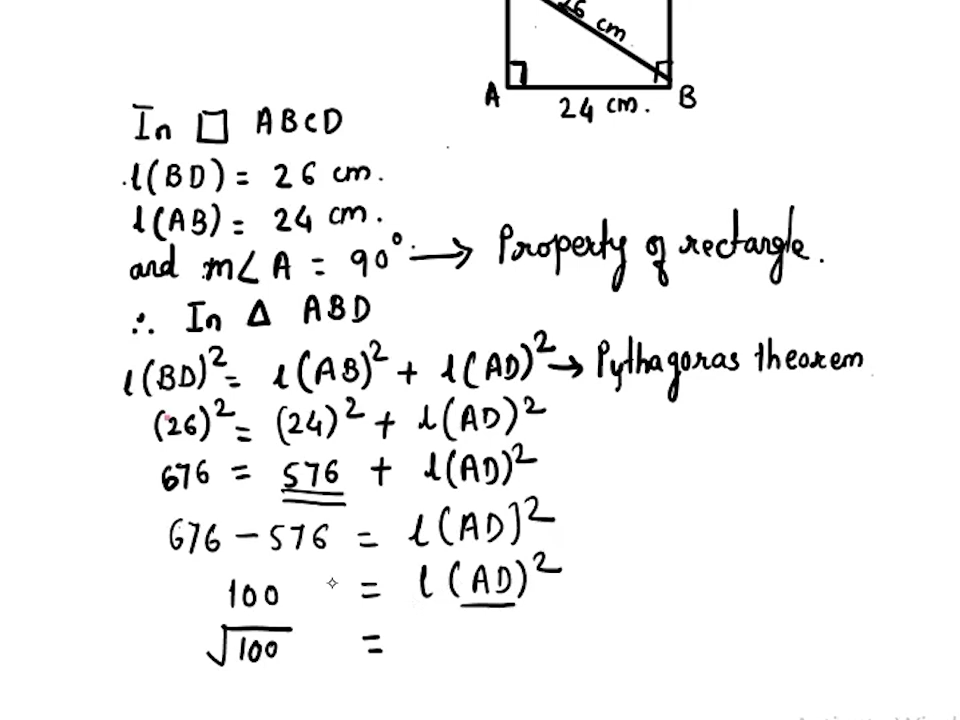 26 cm
A
B
24 cm.
In □ ABCD
l(BD) = 26 cm.
l(AB) = 24 cm.
and m∠A = 90° → Property of rectangle.
∴ In Δ ABD
l(BD)² = l(AB)² + l(AD)² → Pythagoras theorem
(26)² = (24)² + l(AD)²
676 = 576 + l(AD)²
676 - 576 = l(AD)²
100 = l(AD)²
√100 =